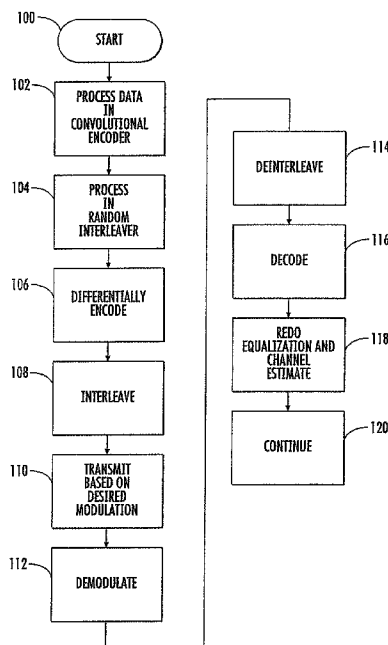 100
START
102
PROCESS DATA
IN
CONVOLUTIONAL
ENCODER
104
PROCESS
IN
RANDOM
INTERLEAVER
106
DIFFERENTIALLY
ENCODE
108
INTERLEAVE
110
TRANSMIT
BASED ON
DESIRED
MODULATION
112
DEMODULATE
114
DEINTERLEAVE
116
DECODE
118
REDO
EQUALIZATION AND
CHANNEL
ESTIMATE
120
CONTINUE